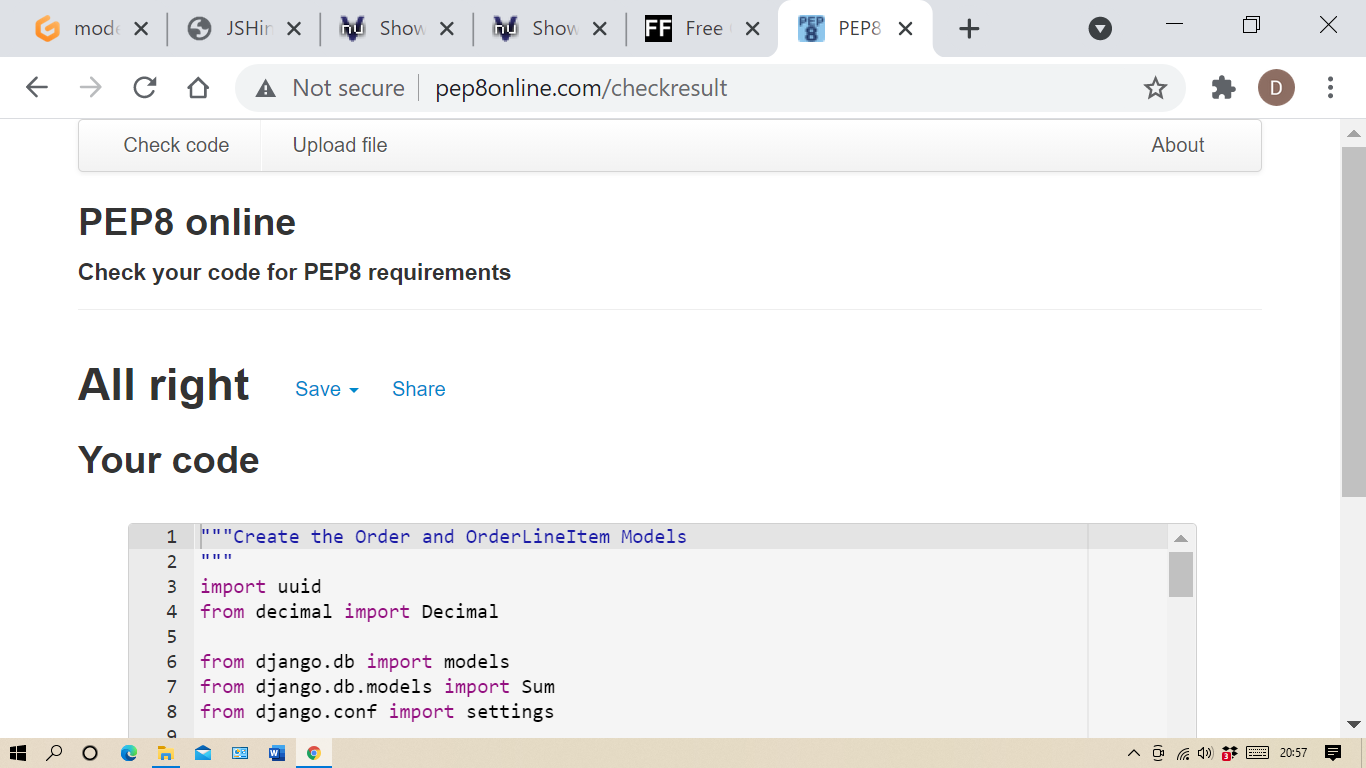 mode
JSHin
Show
Show
Free
PEP8
Not secure
pep8online.com/checkresult
D
Check code
Upload file
About
PEP8 online
Check your code for PEP8 requirements
All right
Save
Share
Your code
1 """Create the Order and OrderLineItem Models
2 """
3 import uuid
4 from decimal import Decimal
5
6 from django.db import models
7 from django.db.models import Sum
8 from django.conf import settings
9
20:57